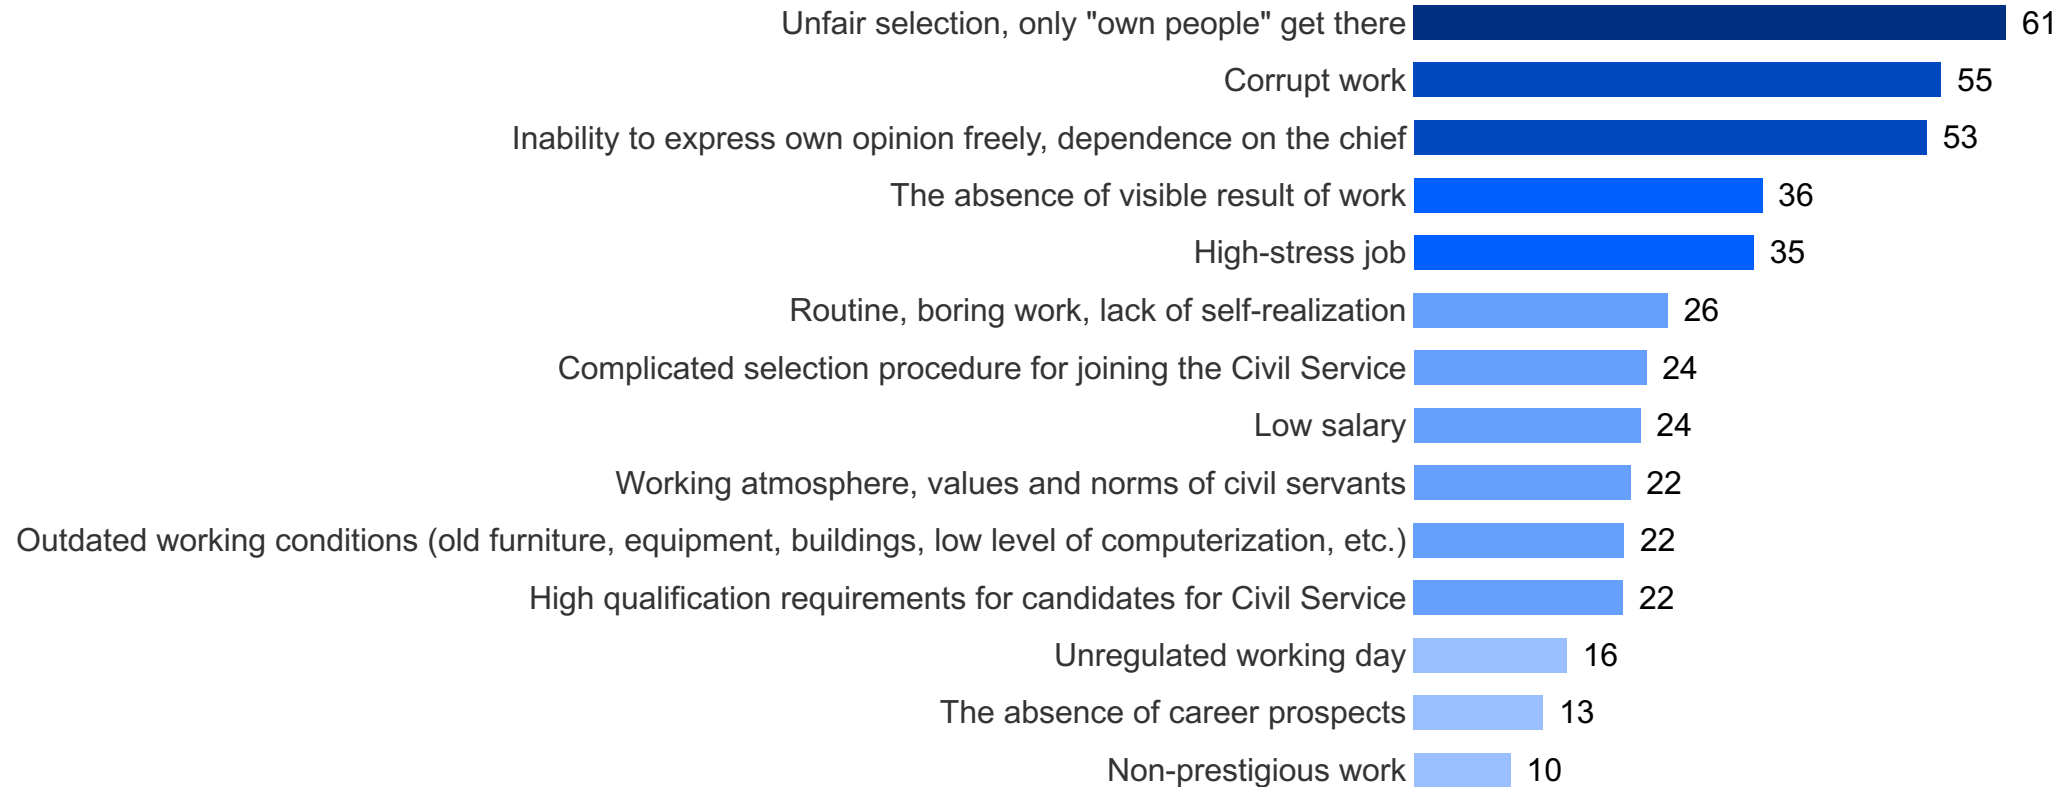 Unfair selection, only "own people" get there 61
Corrupt work 55
Inability to express own opinion freely, dependence on the chief 53
The absence of visible result of work 36
High-stress job 35
Routine, boring work, lack of self-realization 26
Complicated selection procedure for joining the Civil Service 24
Low salary 24
Working atmosphere, values and norms of civil servants 22
Outdated working conditions (old furniture, equipment, buildings, low level of computerization, etc.) 22
High qualification requirements for candidates for Civil Service 22
Unregulated working day 16
The absence of career prospects 13
Non-prestigious work 10